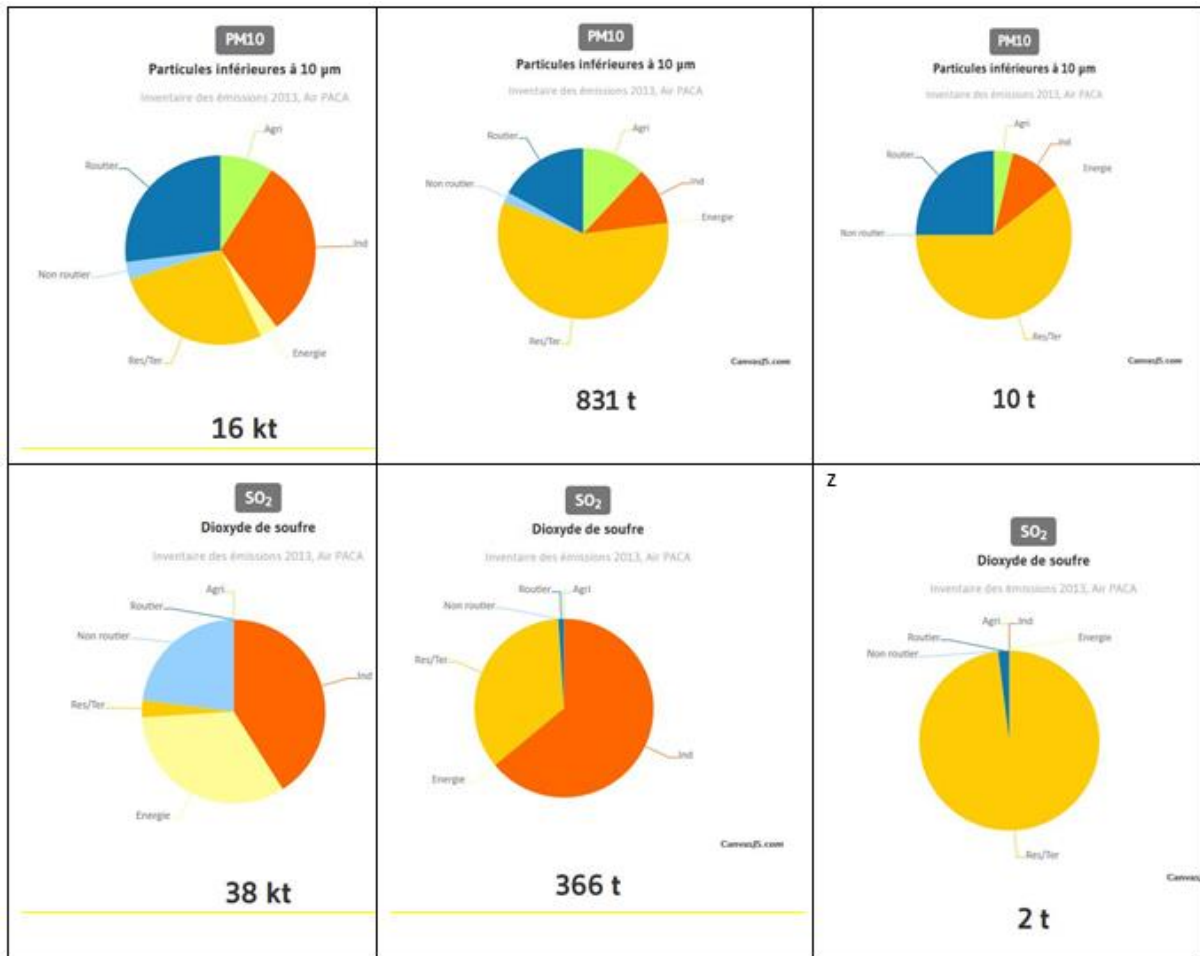 PM10
Particules inférieures à 10 µm
Inventaire des émissions 2013, Air PACA
Agri
Routier
Ind
Non routier
Res/Ter
Energie
16 kt
PM10
Particules inférieures à 10 µm
Inventaire des émissions 2013, Air PACA
Routier
Agri
Non routier
Ind
Energie
Res/Ter
CanvasJS.com
831 t
PM10
Particules inférieures à 10 µm
Inventaire des émissions 2013, Air PACA
Agri
Routier
Ind
Energie
Non routier
Res/Ter
CanvasJS.com
10 t
SO2
Dioxyde de soufre
Inventaire des émissions 2013, Air PACA
Agri
Routier
Non routier
Ind
Res/Ter
Energie
38 kt
SO2
Dioxyde de soufre
Inventaire des émissions 2013, Air PACA
Routier
Agri
Non routier
Res/Ter
Ind
Energie
CanvasJS.com
366 t
Z
SO2
Dioxyde de soufre
Inventaire des émissions 2013, Air PACA
Agri
Ind
Routier
Energie
Non routier
Res/Ter
Canvas
2 t